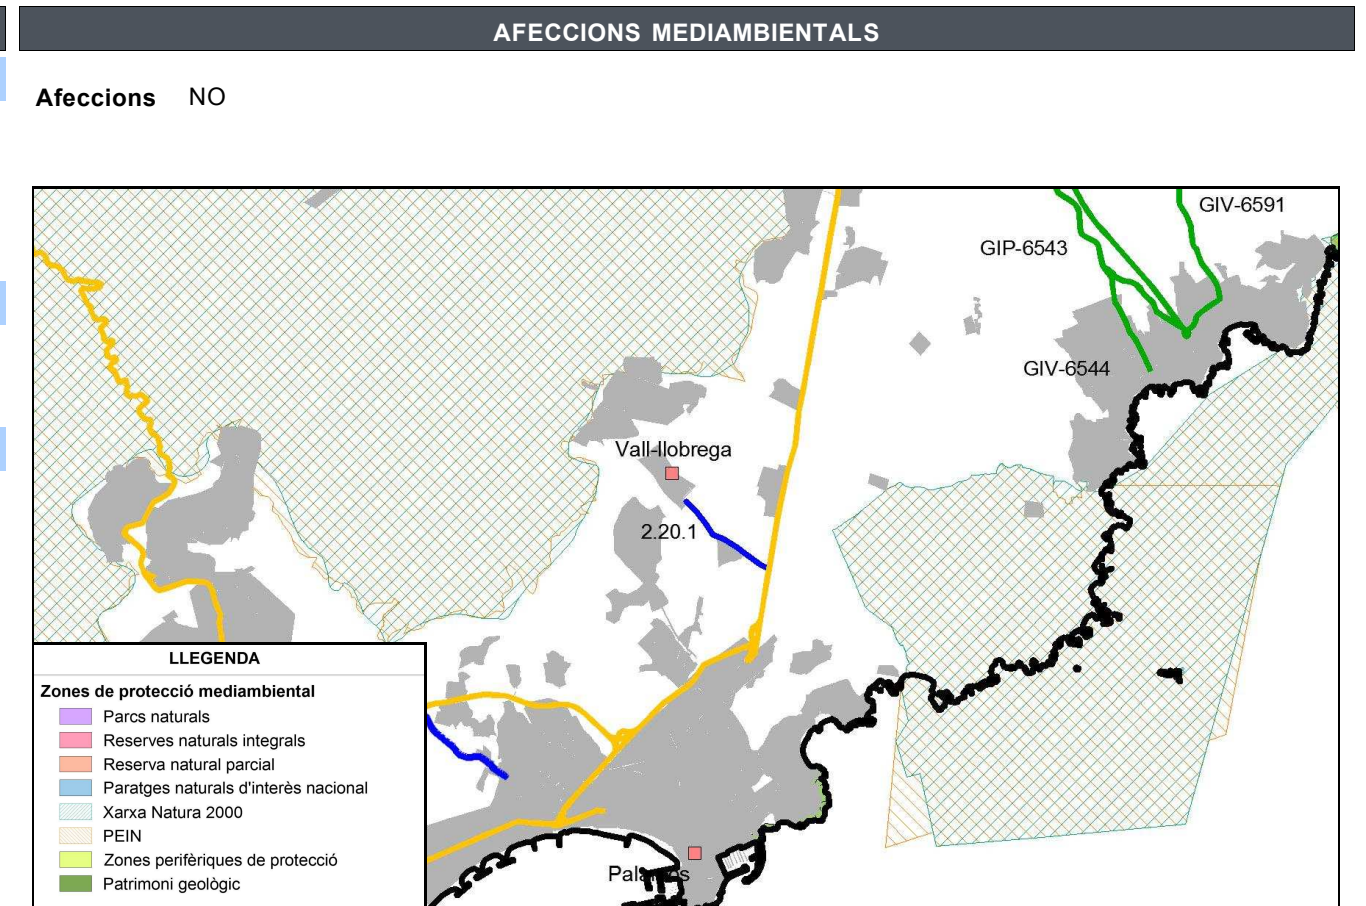 AFECCIONS MEDIAMBIENTALS
Afeccions NO
GIV-6591
GIP-6543
GIV-6544
Vall-llobrega
2.20.1
Palamós
LLEGENDA
Zones de protecció mediambiental
Parcs naturals
Reserves naturals integrals
Reserva natural parcial
Paratges naturals d'interès nacional
Xarxa Natura 2000
PEIN
Zones perifèriques de protecció
Patrimoni geològic